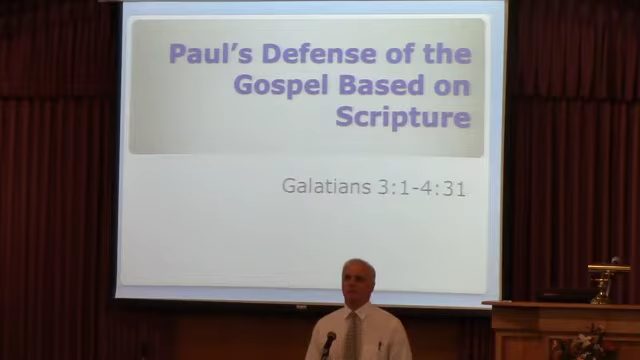 Paul's Defense of the
Gospel Based on
Scripture
Galatians 3:1-4:31